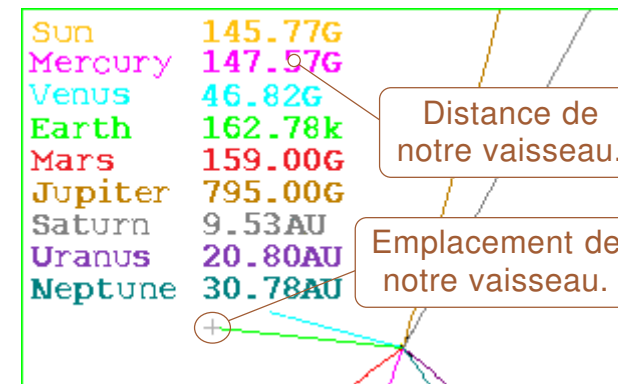 Sun 145.77G
Mercury 147.57G
Venus 46.82G
Earth 162.78k
Mars 159.00G
Jupiter 795.00G
Saturn 9.53AU
Uranus 20.80AU
Neptune 30.78AU
Distance de
notre vaisseau.
Emplacement de
notre vaisseau.